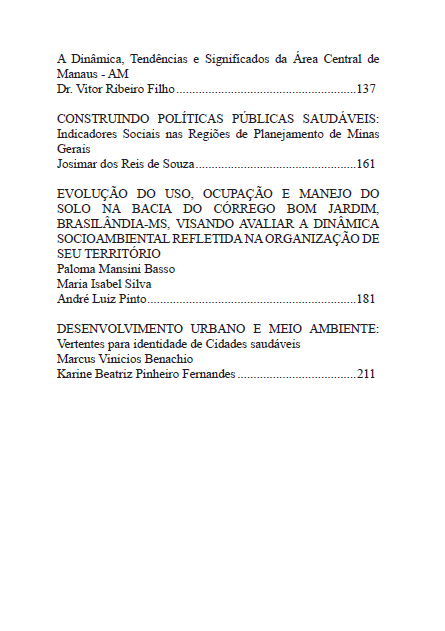 A Dinâmica, Tendências e Significados da Área Central de
Manaus - AM
Dr. Vitor Ribeiro Filho.........................................................137
CONSTRUINDO POLÍTICAS PÚBLICAS SAUDÁVEIS:
Indicadores Sociais nas Regiões de Planejamento de Minas
Gerais
Josimar dos Reis de Souza...................................................161
EVOLUÇÃO DO USO, OCUPAÇÃO E MANEJO DO
SOLO NA BACIA DO CÓRREGO BOM JARDIM,
BRASILÂNDIA-MS, VISANDO AVALIAR A DINÂMICA
SOCIOAMBIENTAL REFLETIDA NA ORGANIZAÇÃO DE
SEU TERRITÓRIO
Paloma Mansini Basso
Maria Isabel Silva
André Luiz Pinto..................................................................181
DESENVOLVIMENTO URBANO E MEIO AMBIENTE:
Vertentes para identidade de Cidades saudáveis
Marcus Vinicios Benachio
Karine Beatriz Pinheiro Fernandes.....................................211